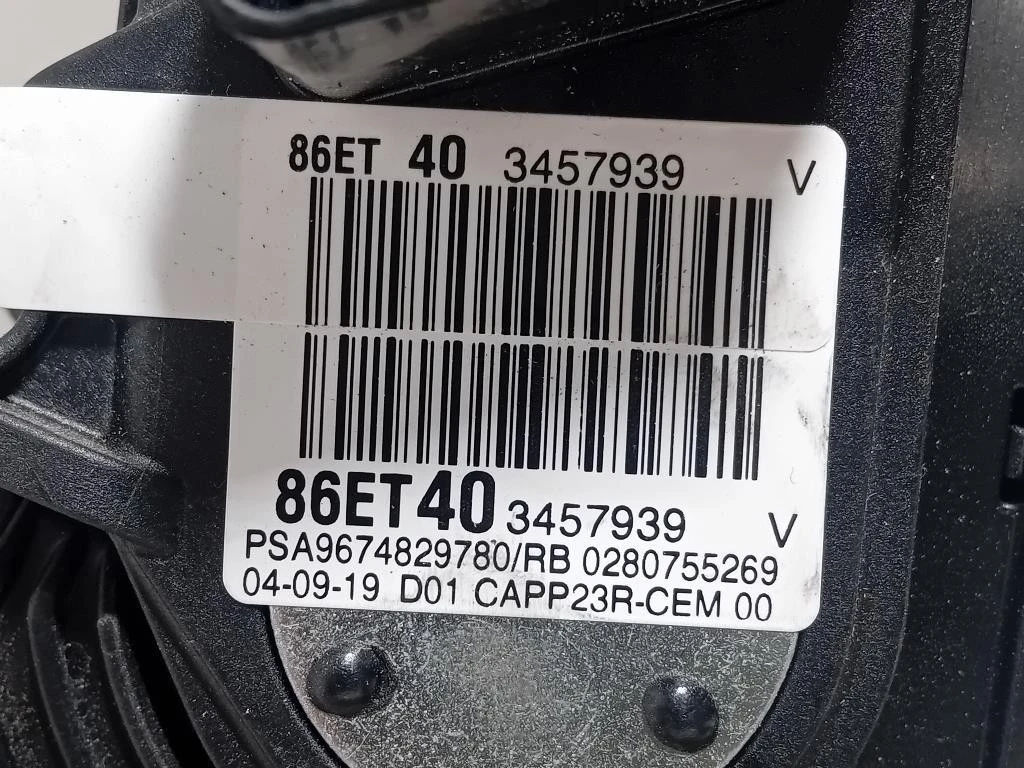 86ET 40 3457939 V
86ET40 3457939 V
PSA9674829780/RB 0280755269
04-09-19 D01 CAPP23R-CEM 00